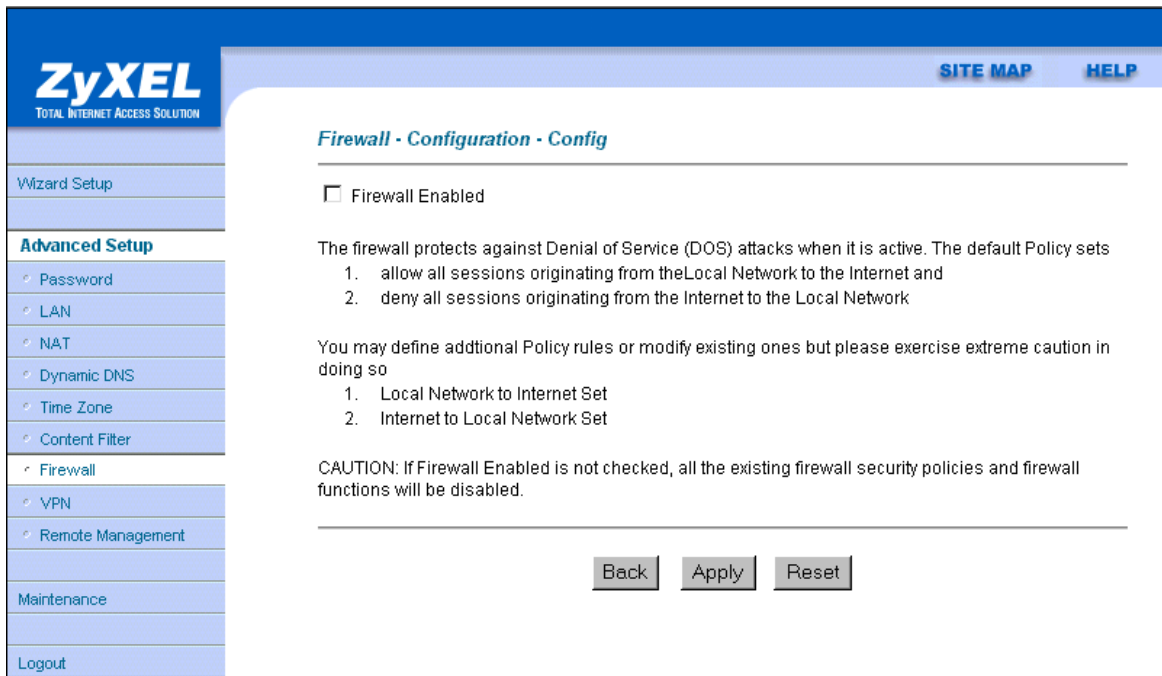 ZyXEL
TOTAL INTERNET ACCESS SOLUTION
SITE MAP
HELP
Wizard Setup
Advanced Setup
Password
LAN
NAT
Dynamic DNS
Time Zone
Content Filter
Firewall
VPN
Remote Management
Maintenance
Logout
Firewall - Configuration - Config
Firewall Enabled
The firewall protects against Denial of Service (DOS) attacks when it is active. The default Policy sets
1. allow all sessions originating from theLocal Network to the Internet and
2. deny all sessions originating from the Internet to the Local Network
You may define addtional Policy rules or modify existing ones but please exercise extreme caution in
doing so
1. Local Network to Internet Set
2. Internet to Local Network Set
CAUTION: If Firewall Enabled is not checked, all the existing firewall security policies and firewall
functions will be disabled.
Back
Apply
Reset